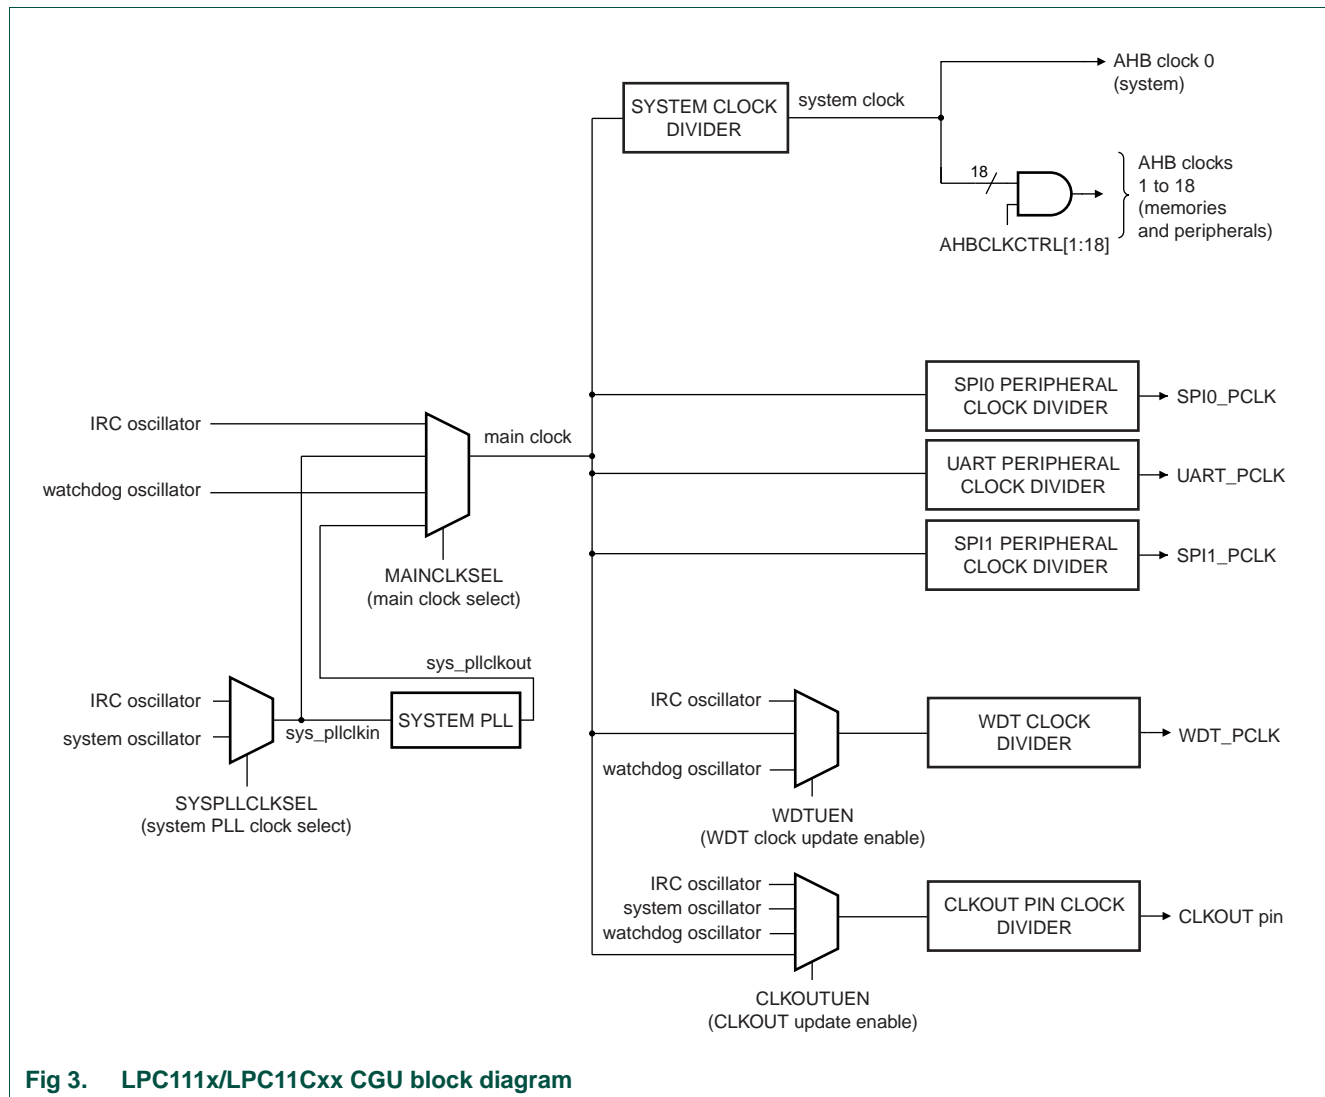 AHB clock 0
(system)
SYSTEM CLOCK
DIVIDER
system clock
18
AHB clocks
1 to 18
(memories
and peripherals)
AHBCLKCTRL[1:18]
SPI0 PERIPHERAL
CLOCK DIVIDER
SPI0_PCLK
IRC oscillator
main clock
watchdog oscillator
UART PERIPHERAL
CLOCK DIVIDER
UART_PCLK
SPI1 PERIPHERAL
CLOCK DIVIDER
SPI1_PCLK
MAINCLKSEL
(main clock select)
sys_pllclkout
IRC oscillator
system oscillator
sys_pllclkin
SYSTEM PLL
SYSPLLCLKSEL
(system PLL clock select)
IRC oscillator
watchdog oscillator
WDT CLOCK
DIVIDER
WDT_PCLK
WDTUEN
(WDT clock update enable)
IRC oscillator
system oscillator
watchdog oscillator
CLKOUT PIN CLOCK
DIVIDER
CLKOUT pin
CLKOUTUEN
(CLKOUT update enable)
Fig 3. LPC111x/LPC11Cxx CGU block diagram